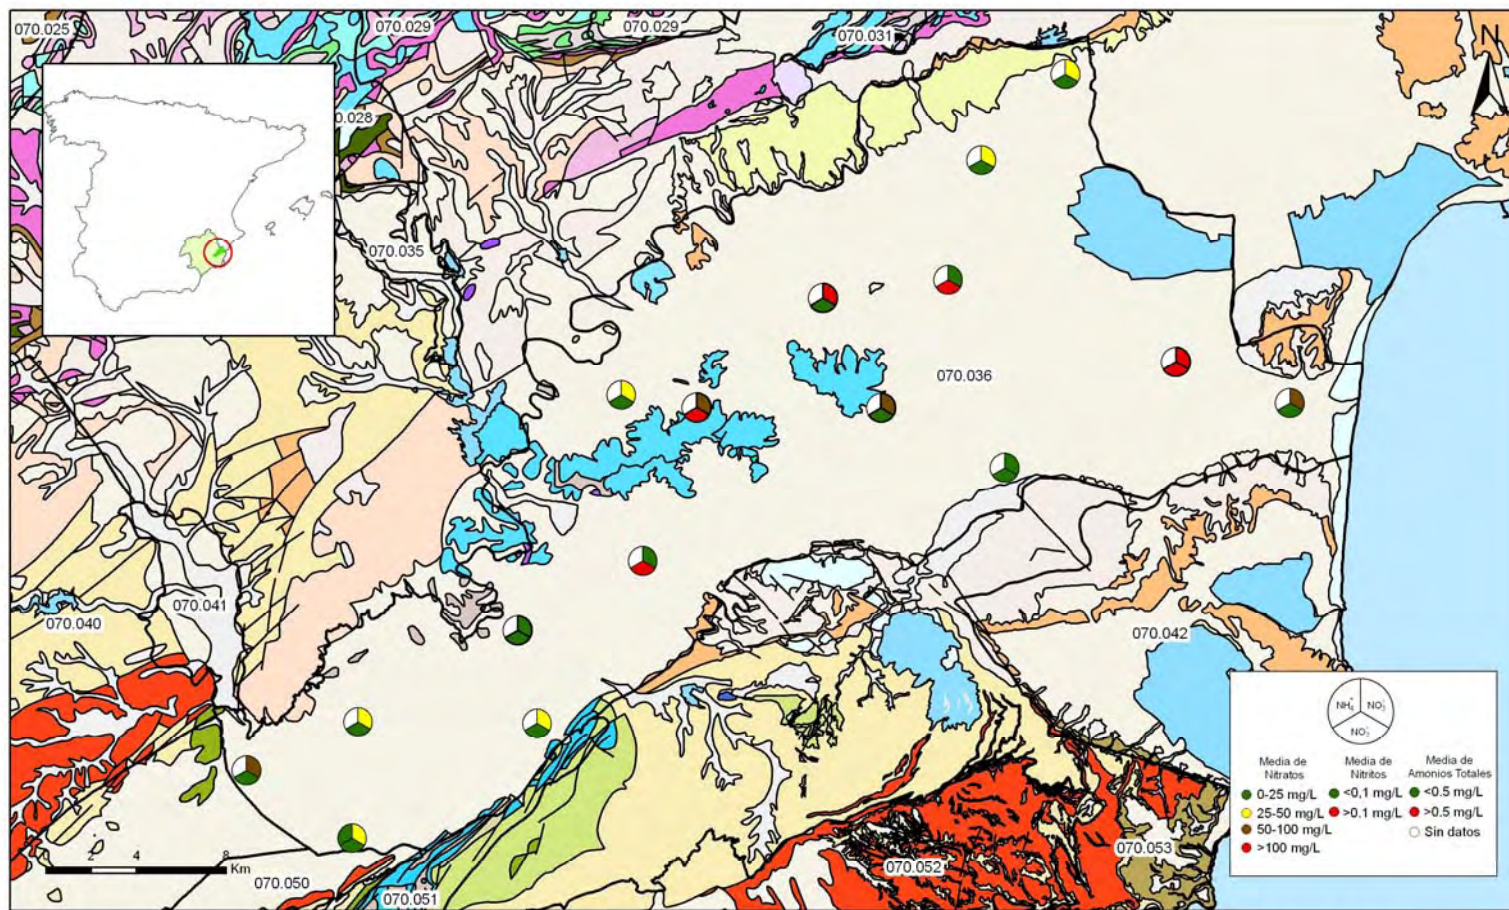 070.025
070.029
070.029
070.031
N
0.028
070.035
070.036
070.041
070.040
070.042
NH₄⁺ NO₃⁻
NO₂⁻
Media de Nitratos
Media de Nitritos
Media de Amonios Totales
0-25 mg/L
<0,1 mg/L
<0.5 mg/L
25-50 mg/L
>0,1 mg/L
>0.5 mg/L
50-100 mg/L
Sin datos
>100 mg/L
070.053
2 4 8
Km
070.052
070.050
070.051